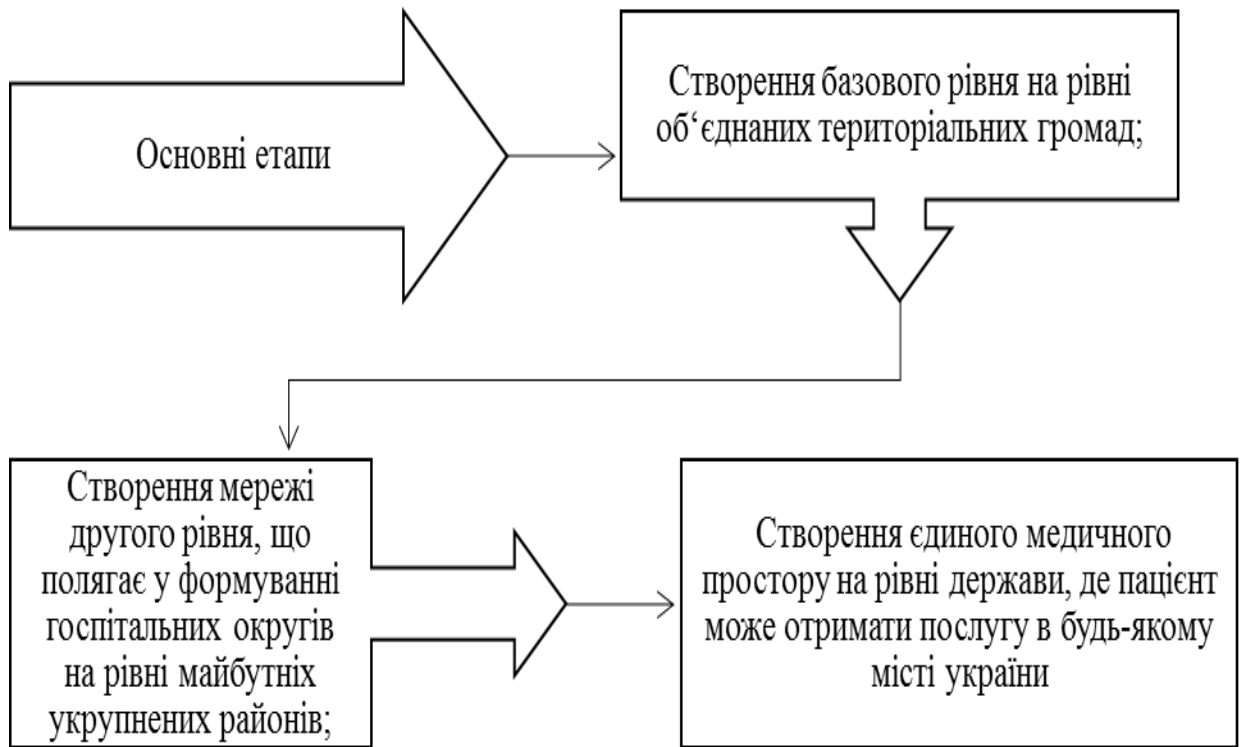 Основні етапи
Створення базового рівня на рівні
об‘єднаних територіальних громад;
Створення мережі
другого рівня, що
полягає у формуванні
госпітальних округів
на рівні майбутніх
укрупнених районів;
Створення єдиного медичного
простору на рівні держави, де пацієнт
може отримати послугу в будь-якому
місті україни